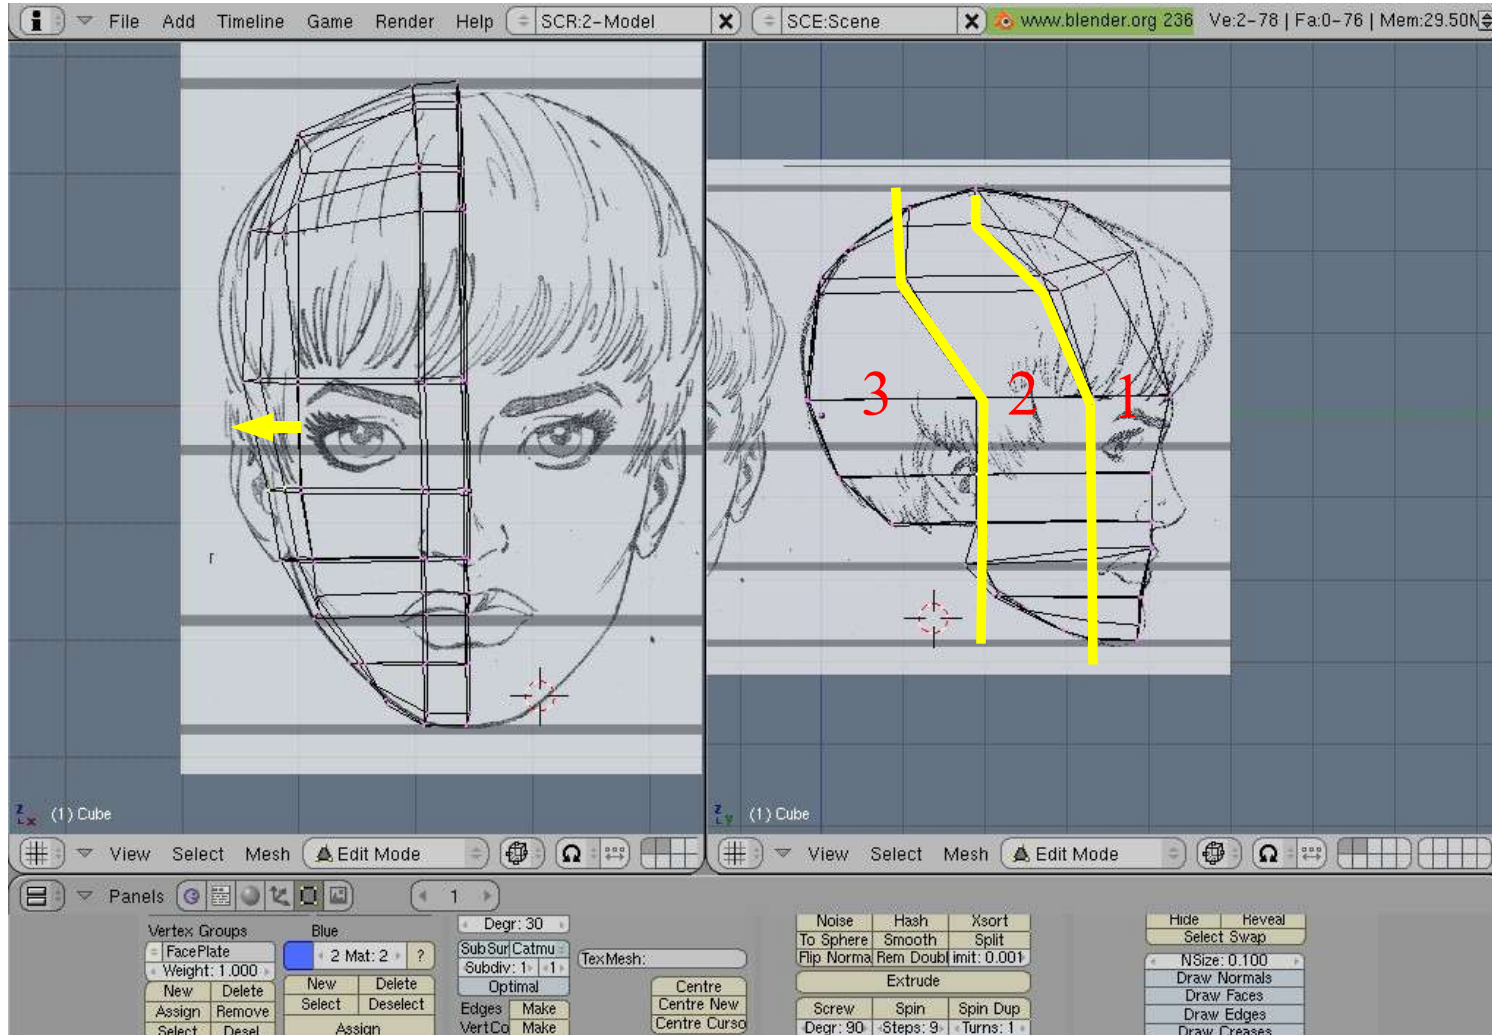 File Add Timeline Game Render Help SCR:2-Model SCE:Scene www.blender.org 236 Ve:2-78 | Fa:0-76 | Mem:29.50M
3 2 1
z x (1) Cube
z y (1) Cube
View Select Mesh Edit Mode
View Select Mesh Edit Mode
Panels 1
Vertex Groups
FacePlate
Weight: 1.000
New Delete
Assign Remove
Select Desel
Blue
2 Mat: 2 ?
New Delete
Select Deselect
Assign
Degr: 30
SubSurf Catmu
Subdiv: 1 1
Optimal
Edges Make
VertCo Make
TexMesh:
Centre
Centre New
Centre Curso
Noise Hash Xsort
To Sphere Smooth Split
Flip Norma Rem Doubl imit: 0.001
Extrude
Screw Spin Spin Dup
Degr: 90 Steps: 9 Turns: 1
Hide Reveal
Select Swap
NSize: 0.100
Draw Normals
Draw Faces
Draw Edges
Draw Creases